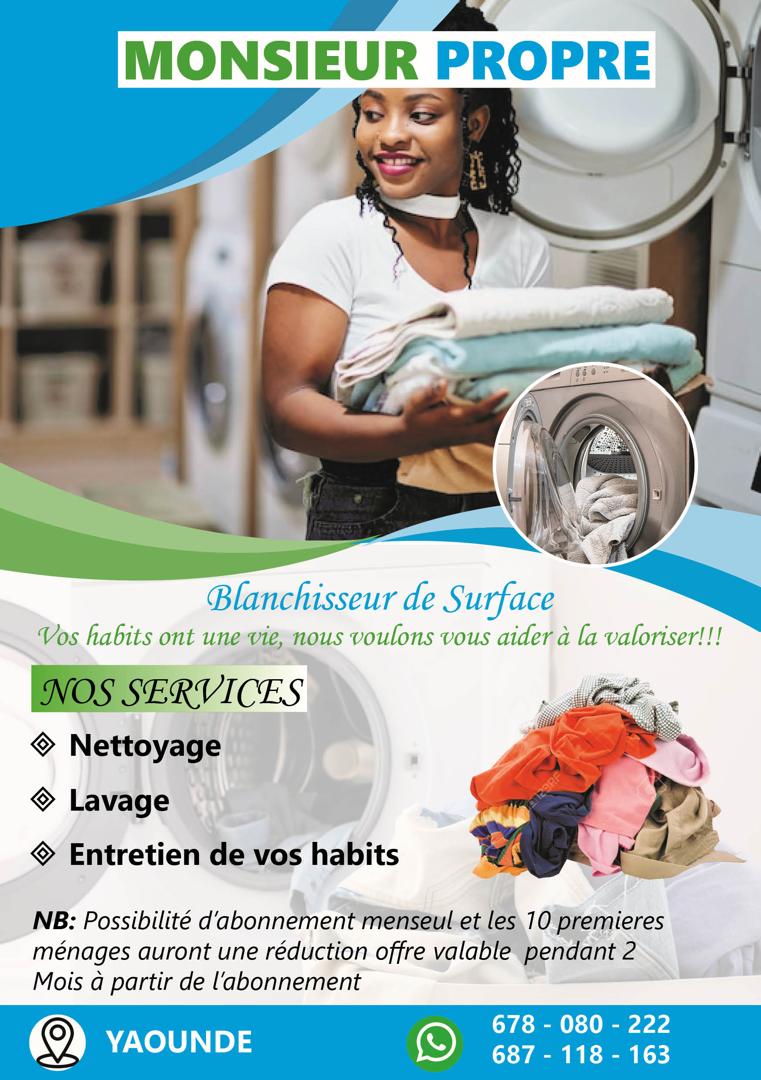 MONSIEUR PROPRE
Blanchisseur de Surface
Vos habits ont une vie, nous voulons vous aider à la valoriser!!!
NOS SERVICES
Nettoyage
Lavage
Entretien de vos habits
NB: Possibilité d'abonnement menseul et les 10 premieres
ménages auront une réduction offre valable pendant 2
Mois à partir de l'abonnement
YAOUNDE
678 - 080 - 222
687 - 118 - 163